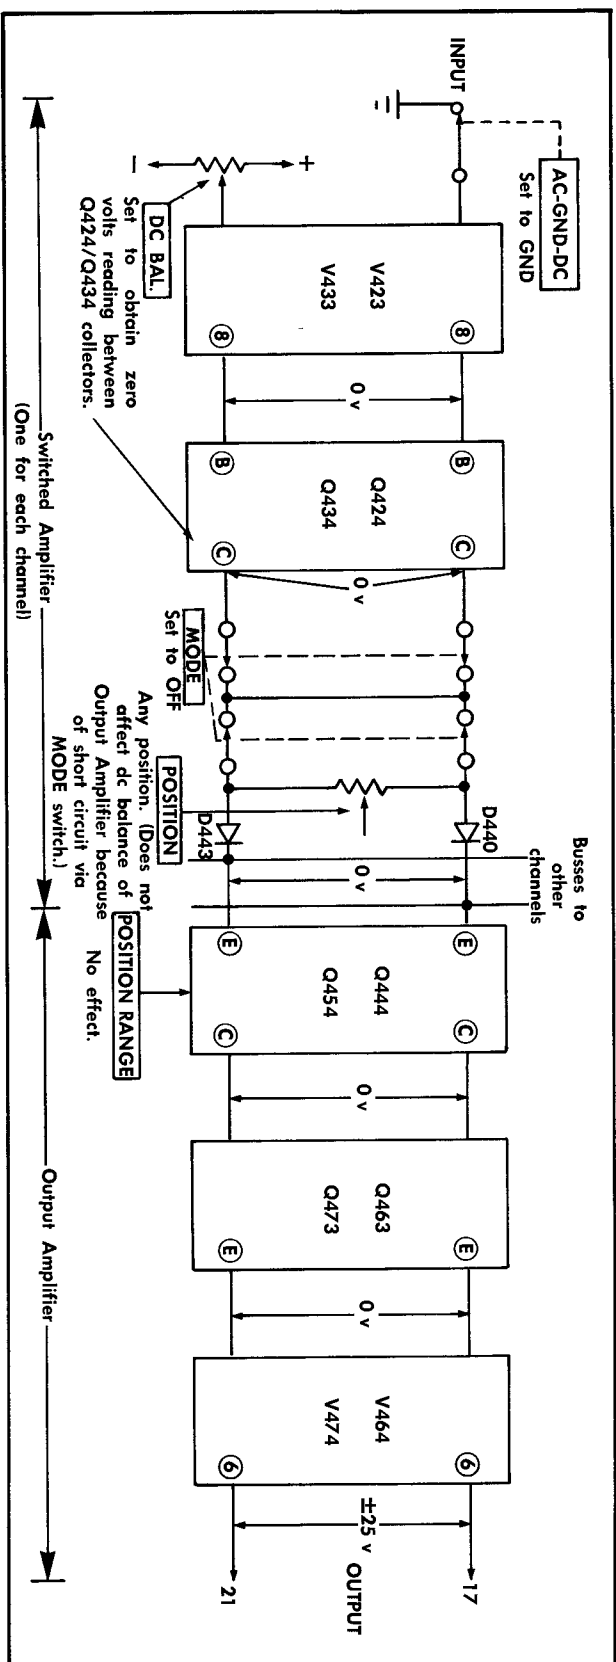 INPUT
AC-GND-DC
Set to GND
+
−
DC BAL.
Set to obtain zero
volts reading between
Q424/Q434 collectors.
V423
V433
8
8
0 v
Q424
Q434
B
B
C
C
0 v
MODE
Set to OFF
POSITION
Any position. (Does not
affect dc balance of
Output Amplifier because
of short circuit via
MODE switch.)
D440
D443
0 v
Busses to
other
channels
POSITION RANGE
No effect.
Q444
Q454
E
E
C
C
0 v
Q463
Q473
E
E
0 v
V464
V474
6
6
±25 v
OUTPUT
17
21
Switched Amplifier
(One for each channel)
Output Amplifier